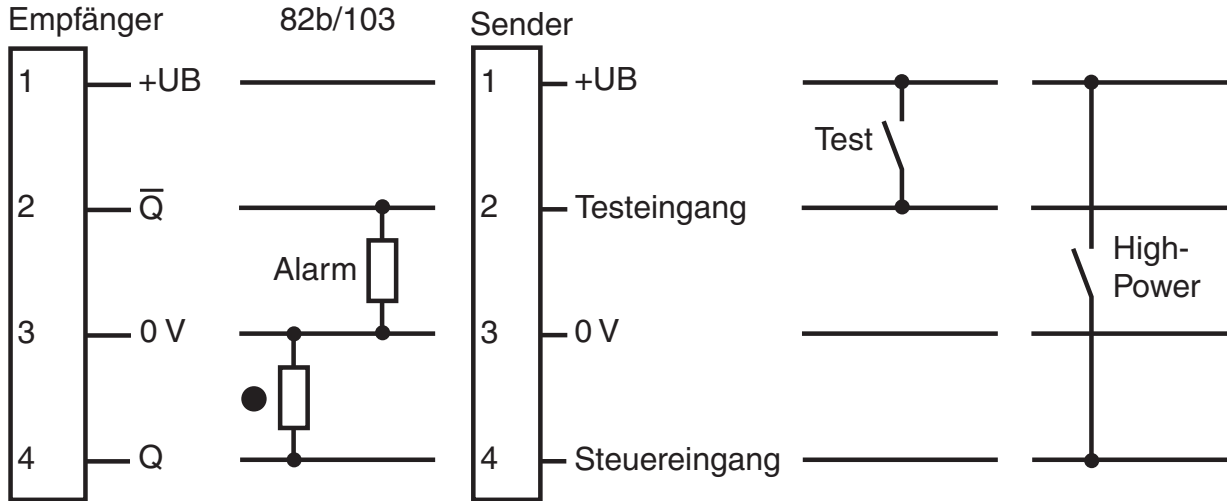 Empfänger 82b/103 Sender
1 +UB
2 Q̅
Alarm
3 0 V
4 Q
1 +UB
Test
2 Testeingang
High-
Power
3 0 V
4 Steuereingang